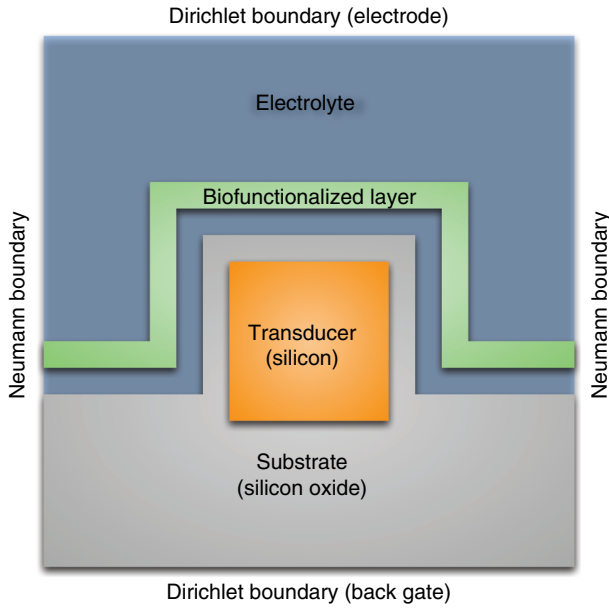 Dirichlet boundary (electrode)
Electrolyte
Biofunctionalized layer
Neumann boundary
Neumann boundary
Transducer
(silicon)
Substrate
(silicon oxide)
Dirichlet boundary (back gate)